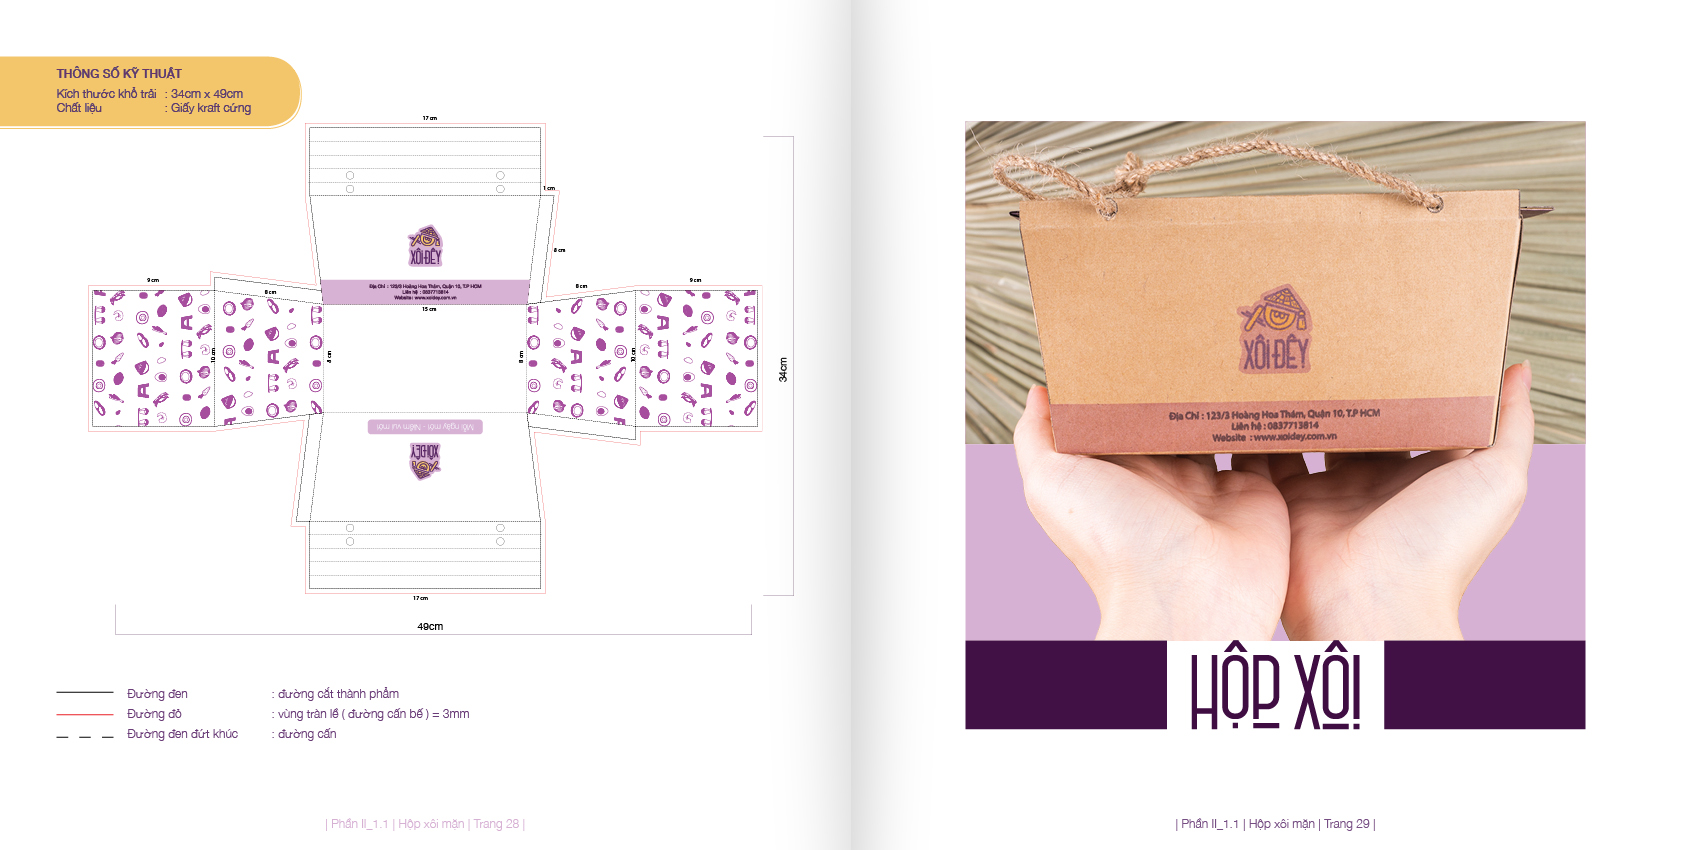 THÔNG SỐ KỸ THUẬT
Kích thước khổ trải : 34cm x 49cm
Chất liệu : Giấy kraft cứng
17 cm
1 cm
XÔI ĐÊY
8 cm
9 cm
8 cm
Địa Chỉ : 123/3 Hoàng Hoa Thám, Quận 10, T.P HCM
Liên hệ : 0837713814
Website : www.xoidey.com.vn
15 cm
8 cm
9 cm
10 cm
8 cm
8 cm
10 cm
34cm
Mỗi ngày mới - Niềm vui mới
XÔI ĐÊY
17 cm
49cm
Đường đen : đường cắt thành phẩm
Đường đỏ : vùng tràn lề ( đường cấn bế ) = 3mm
Đường đen đứt khúc : đường cấn
| Phần II_1.1 | Hộp xôi mặn | Trang 28 |
XÔI ĐÊY
Địa Chỉ : 123/3 Hoàng Hoa Thám, Quận 10, T.P HCM
Liên hệ : 0837713814
Website : www.xoidey.com.vn
HỘP XÔI
| Phần II_1.1 | Hộp xôi mặn | Trang 29 |